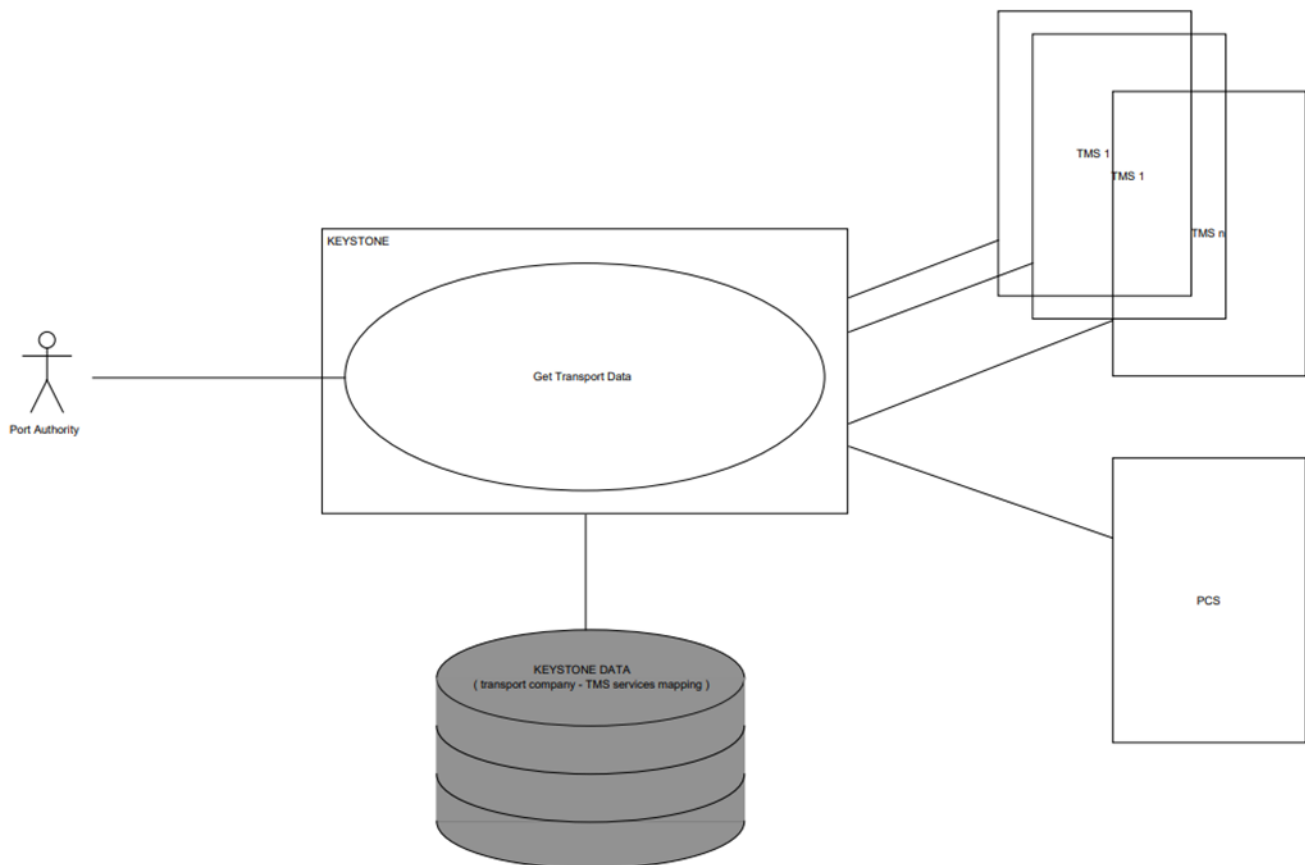 TMS 1
TMS 1
TMS n
KEYSTONE
Get Transport Data
Port Authority
PCS
KEYSTONE DATA
( transport company - TMS services mapping )